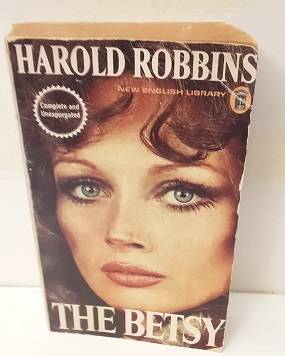 HAROLD ROBBINS
NEW ENGLISH LIBRARY
Complete and
Unexpurgated
THE BETSY